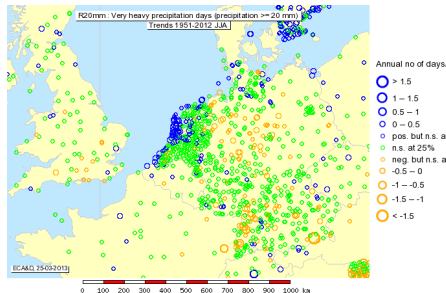 R20mm: Very heavy precipitation days (precipitation >= 20 mm)
Trends 1951-2012 JJA
Annual no of days
> 1.5
1 – 1.5
0.5 – 1
0 – 0.5
pos. but n.s. a
n.s. at 25%
neg. but n.s. a
-0.5 – 0
-1 – -0.5
-1.5 – -1
< -1.5
ECA&D, 25-03-2013
0 100 200 300 400 500 600 700 800 900 1000 km